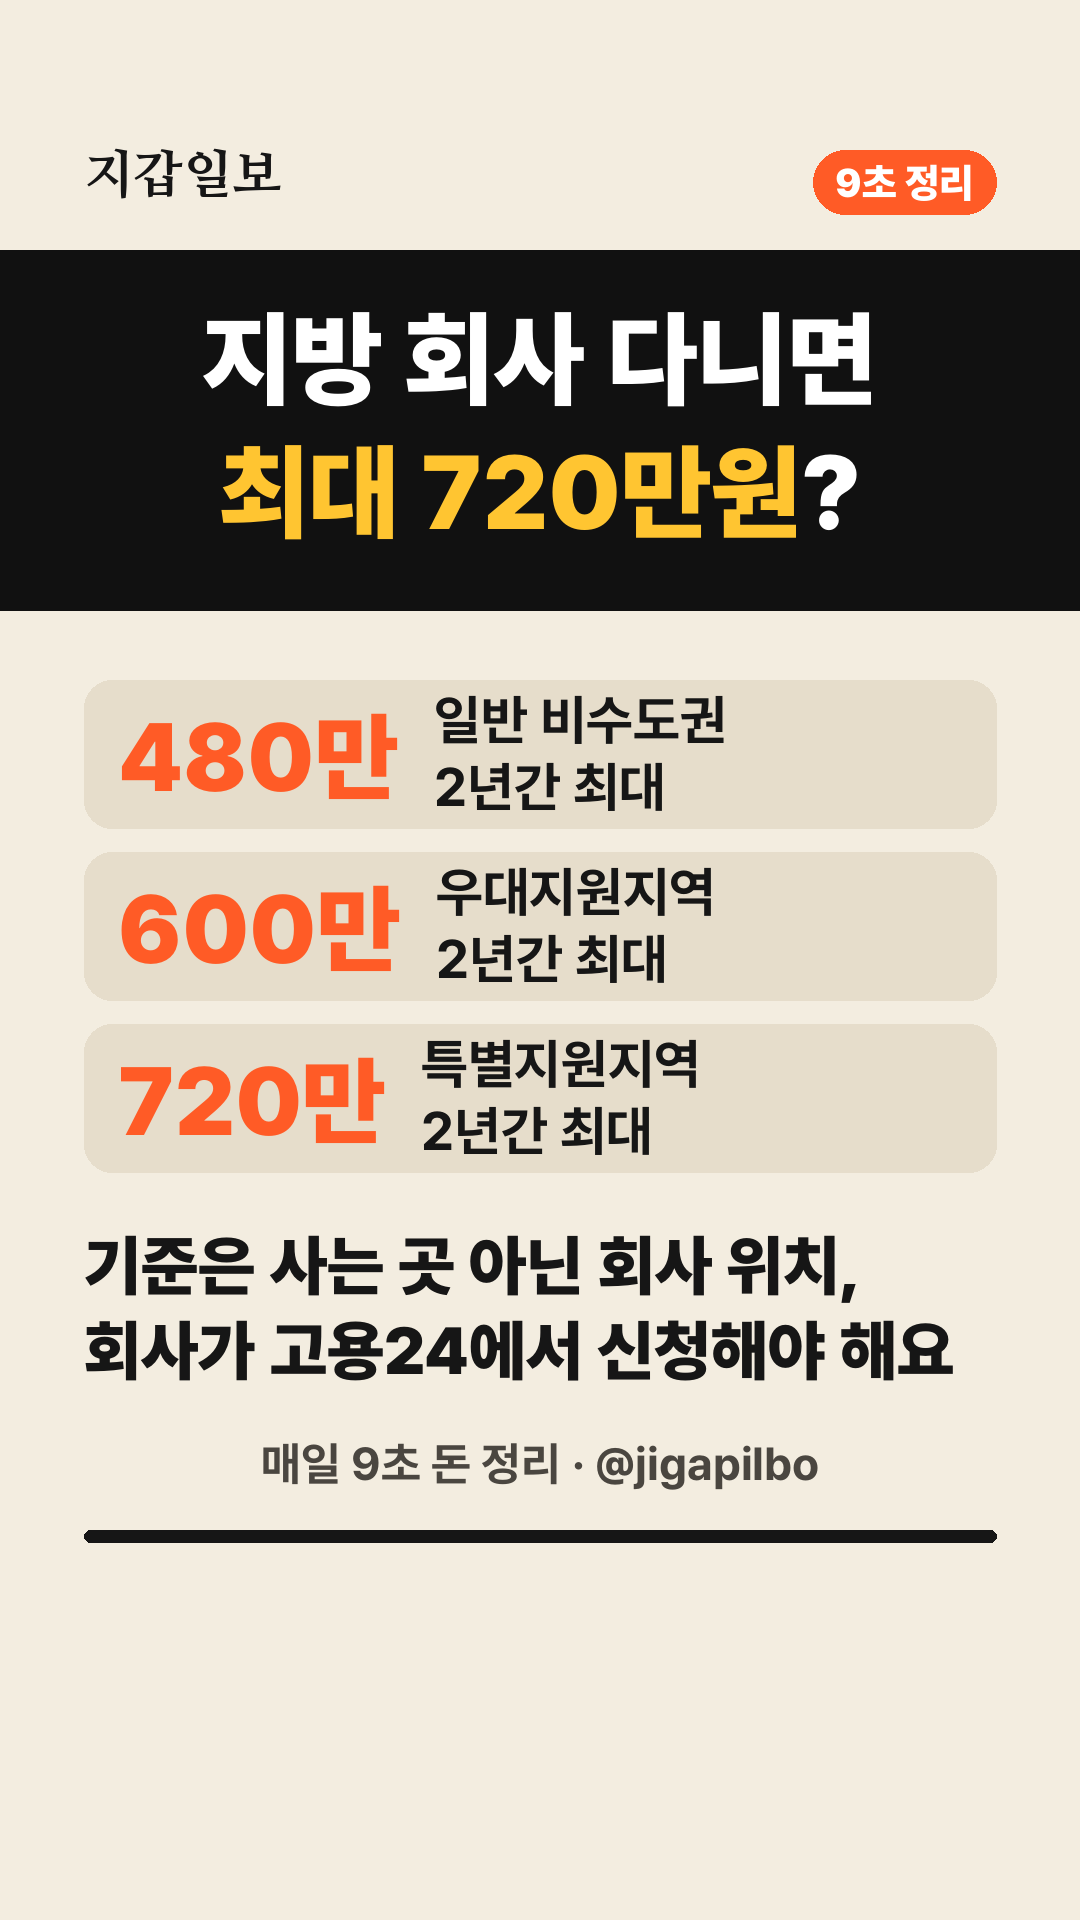 지갑일보
9초 정리
지방 회사 다니면
최대 720만원?
480만
일반 비수도권
2년간 최대
600만
우대지원지역
2년간 최대
720만
특별지원지역
2년간 최대
기준은 사는 곳 아닌 회사 위치,
회사가 고용24에서 신청해야 해요
매일 9초 돈 정리 · @jigapilbo